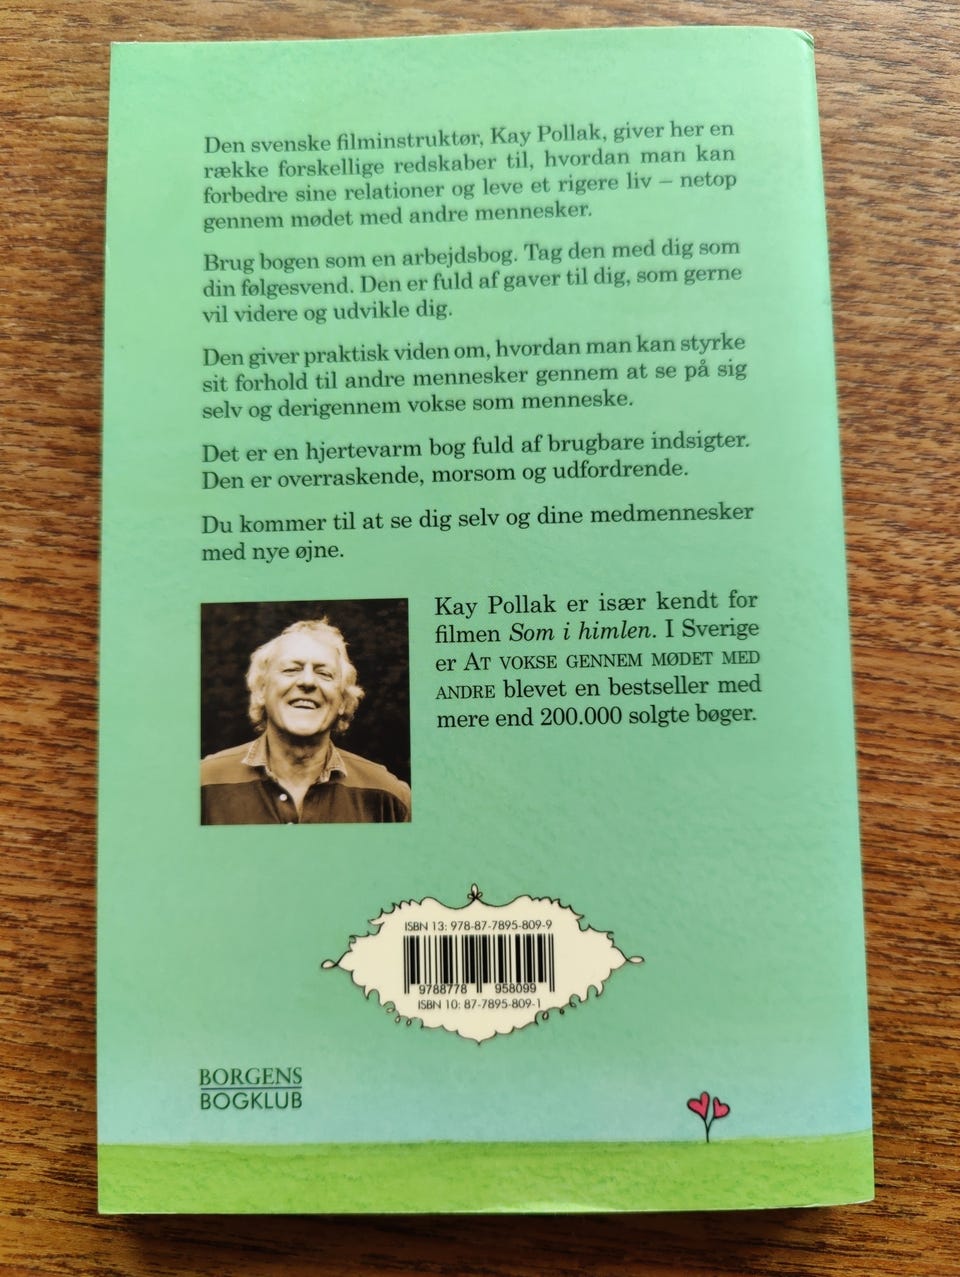 Den svenske filminstruktør, Kay Pollak, giver her en
række forskellige redskaber til, hvordan man kan
forbedre sine relationer og leve et rigere liv – netop
gennem mødet med andre mennesker.
Brug bogen som en arbejdsbog. Tag den med dig som
din følgesvend. Den er fuld af gaver til dig, som gerne
vil videre og udvikle dig.
Den giver praktisk viden om, hvordan man kan styrke
sit forhold til andre mennesker gennem at se på sig
selv og derigennem vokse som menneske.
Det er en hjertevarm bog fuld af brugbare indsigter.
Den er overraskende, morsom og udfordrende.
Du kommer til at se dig selv og dine medmennesker
med nye øjne.
Kay Pollak er især kendt for
filmen Som i himlen. I Sverige
er AT VOKSE GENNEM MØDET MED
ANDRE blevet en bestseller med
mere end 200.000 solgte bøger.
ISBN 13: 978-87-7895-809-9
9788778 958099
ISBN 10: 87-7895-809-1
BORGENS
BOGKLUB